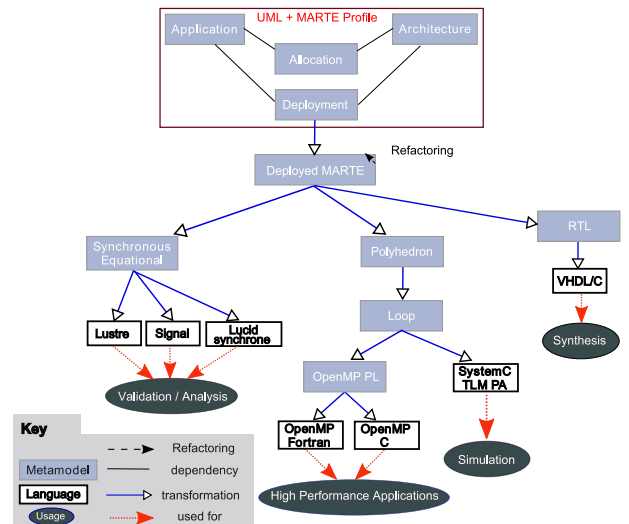 UML + MARTE Profile
Application
Architecture
Allocation
Deployment
Refactoring
Deployed MARTE
Synchronous
Equational
Polyhedron
RTL
VHDL/C
Lustre
Signal
Lucid
synchrone
Loop
Synthesis
OpenMP PL
SystemC
TLM PA
Validation / Analysis
OpenMP
Fortran
OpenMP
C
Simulation
High Performance Applications
Key
Refactoring
Metamodel
dependency
Language
transformation
Usage
used for